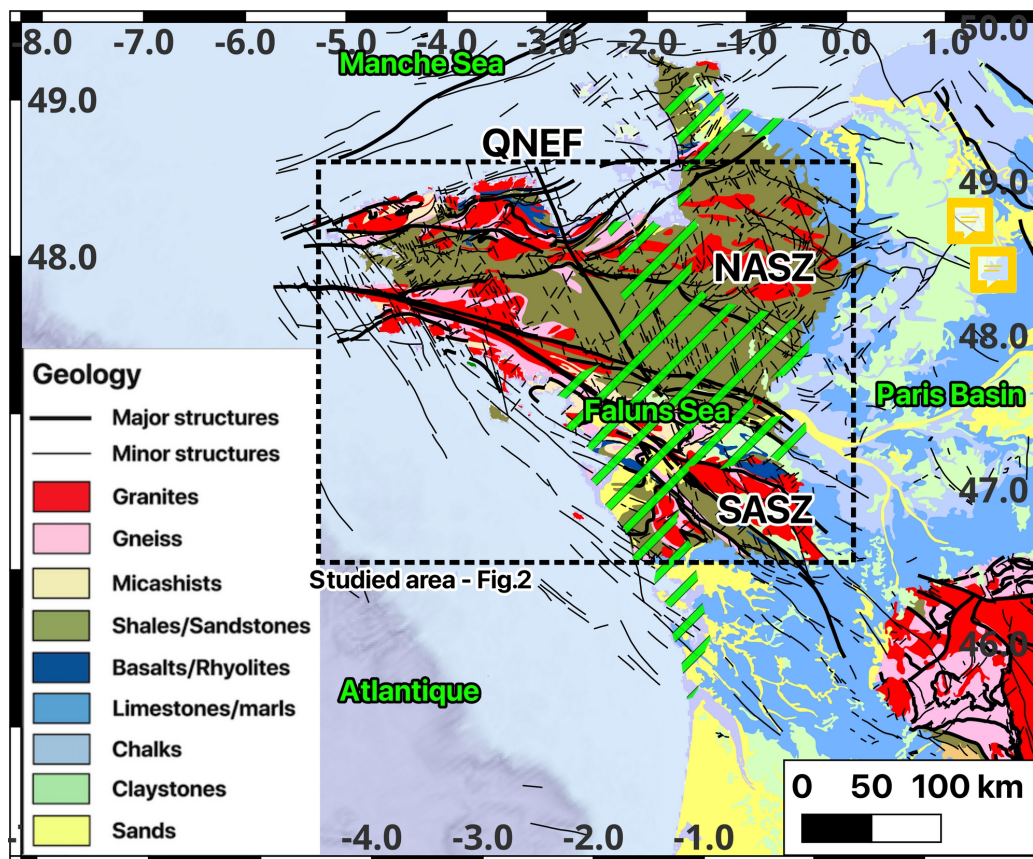 -8.0 -7.0 -6.0 -5.0 -4.0 -3.0 -2.0 -1.0 0.0 1.0 50.0
Manche Sea
49.0
QNEF
49.0
48.0
NASZ
48.0
Geology
Major structures
Minor structures
Granites
Gneiss
Micashists
Shales/Sandstones
Basalts/Rhyolites
Limestones/marls
Chalks
Claystones
Sands
Paris Basin
Faluns Sea
47.0
SASZ
Studied area - Fig.2
46.0
Atlantique
0 50 100 km
-4.0 -3.0 -2.0 -1.0